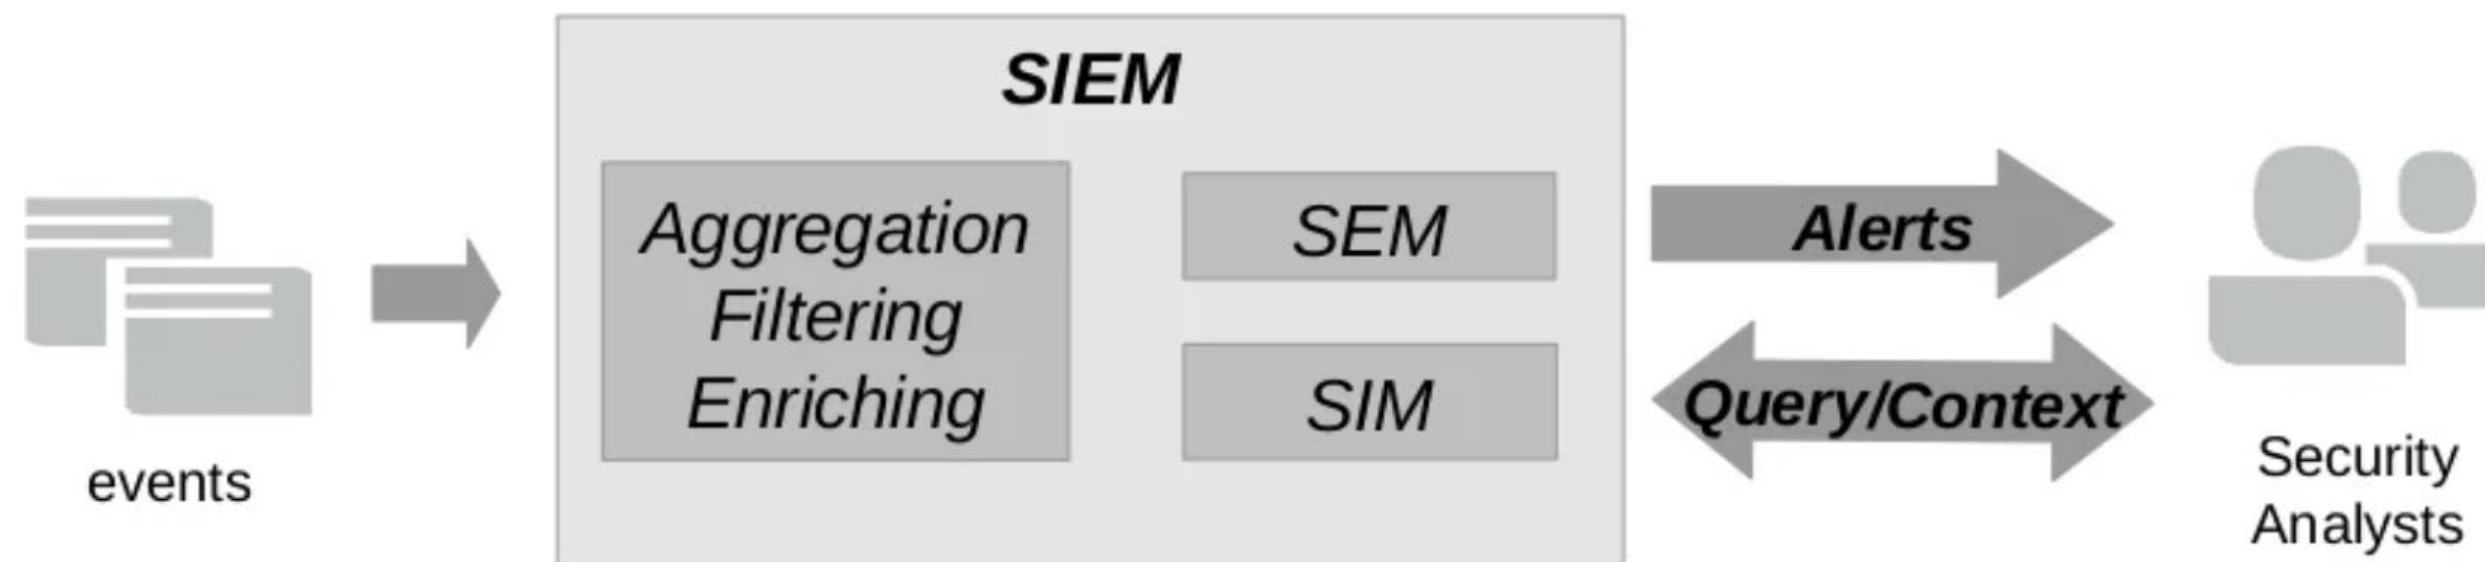 events
SIEM
Aggregation
Filtering
Enriching
SEM
SIM
Alerts
Query/Context
Security
Analysts